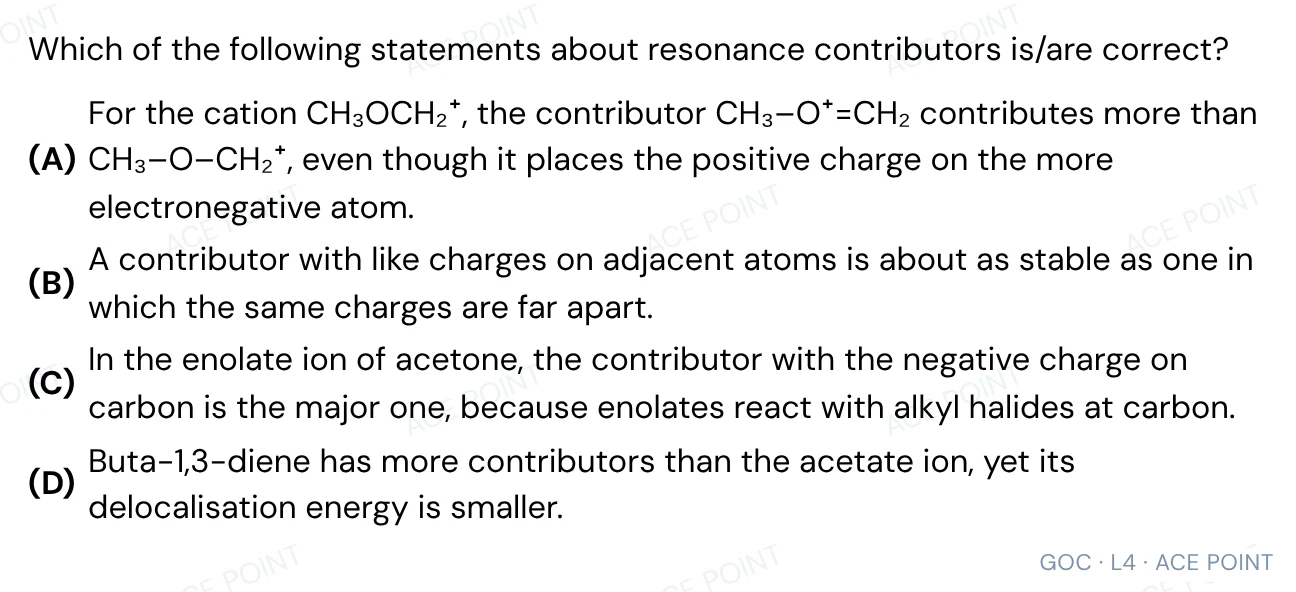 Which of the following statements about resonance contributors is/are correct?
For the cation CH₃OCH₂⁺, the contributor CH₃–O⁺=CH₂ contributes more than
(A) CH₃–O–CH₂⁺, even though it places the positive charge on the more
electronegative atom.
A contributor with like charges on adjacent atoms is about as stable as one in
(B)
which the same charges are far apart.
In the enolate ion of acetone, the contributor with the negative charge on
(C)
carbon is the major one, because enolates react with alkyl halides at carbon.
Buta-1,3-diene has more contributors than the acetate ion, yet its
(D)
delocalisation energy is smaller.
GOC · L4 · ACE POINT
ACE POINT